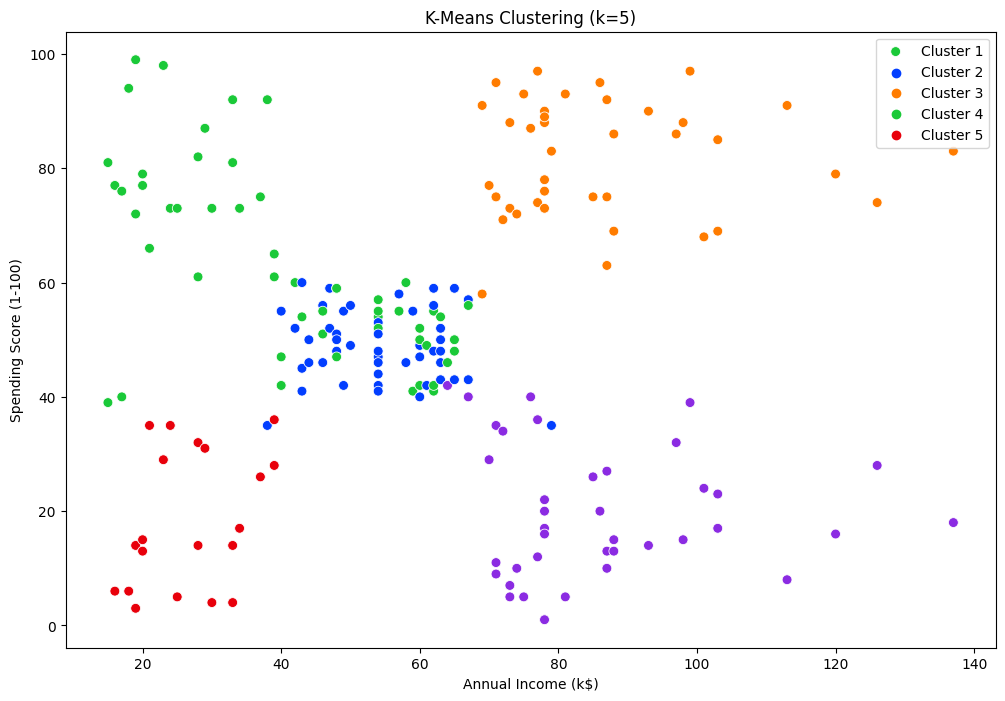 K-Means Clustering (k=5)
Cluster 1
Cluster 2
Cluster 3
Cluster 4
Cluster 5
Spending Score (1-100)
100
80
60
40
20
0
20 40 60 80 100 120 140
Annual Income (k$)